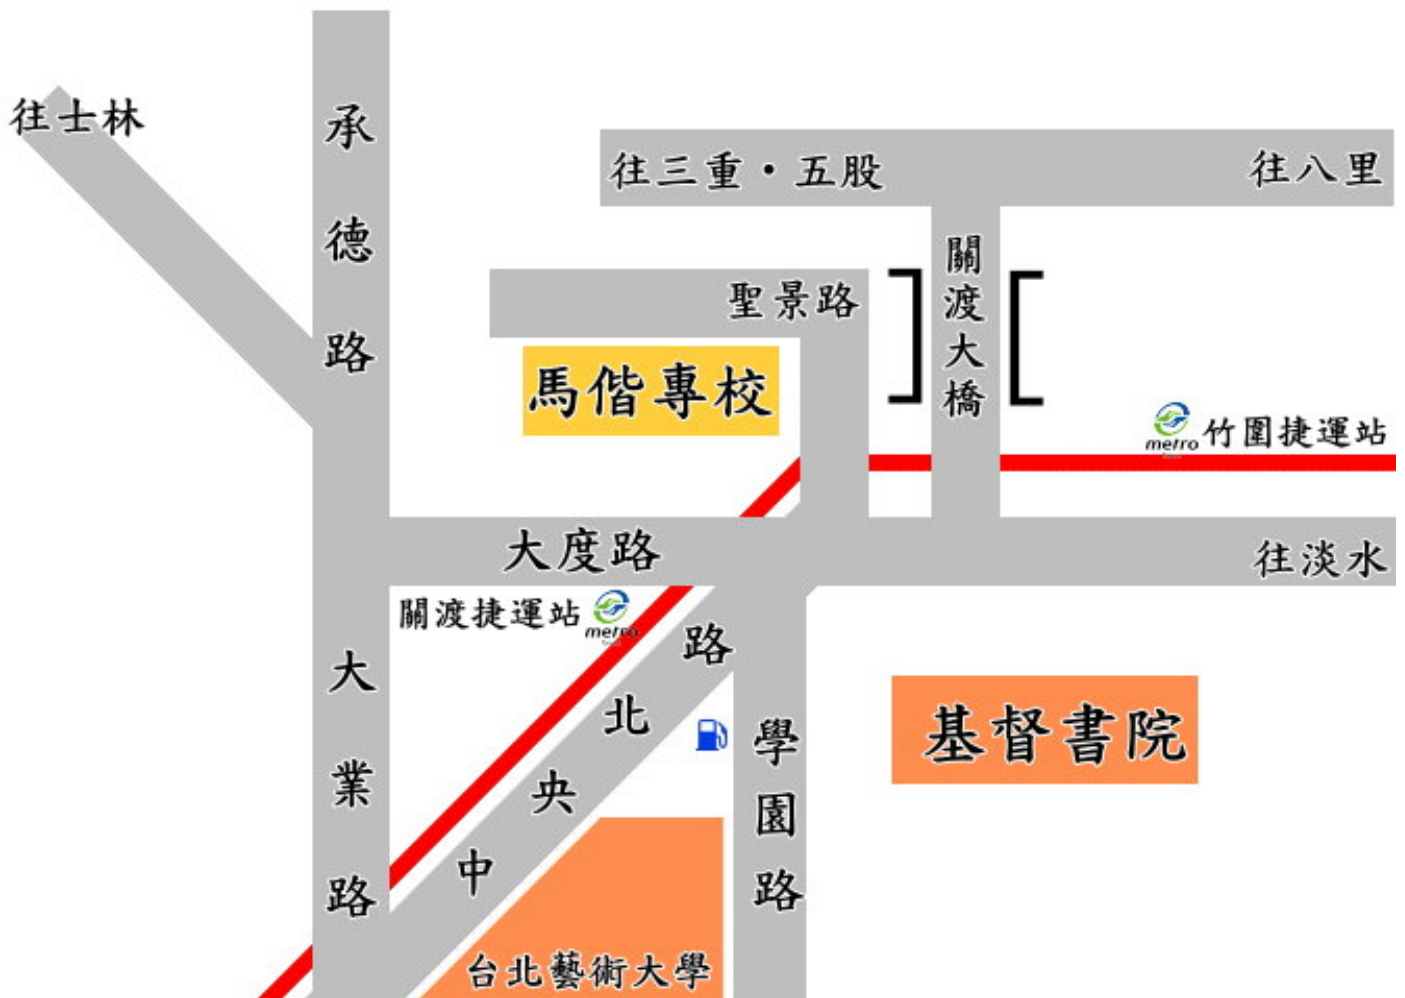 往士林
承德路
往三重・五股
往八里
關渡大橋
聖景路
馬偕專校
metro
竹圍捷運站
大度路
往淡水
關渡捷運站
metro
大業路
中央北路
學園路
基督書院
台北藝術大學